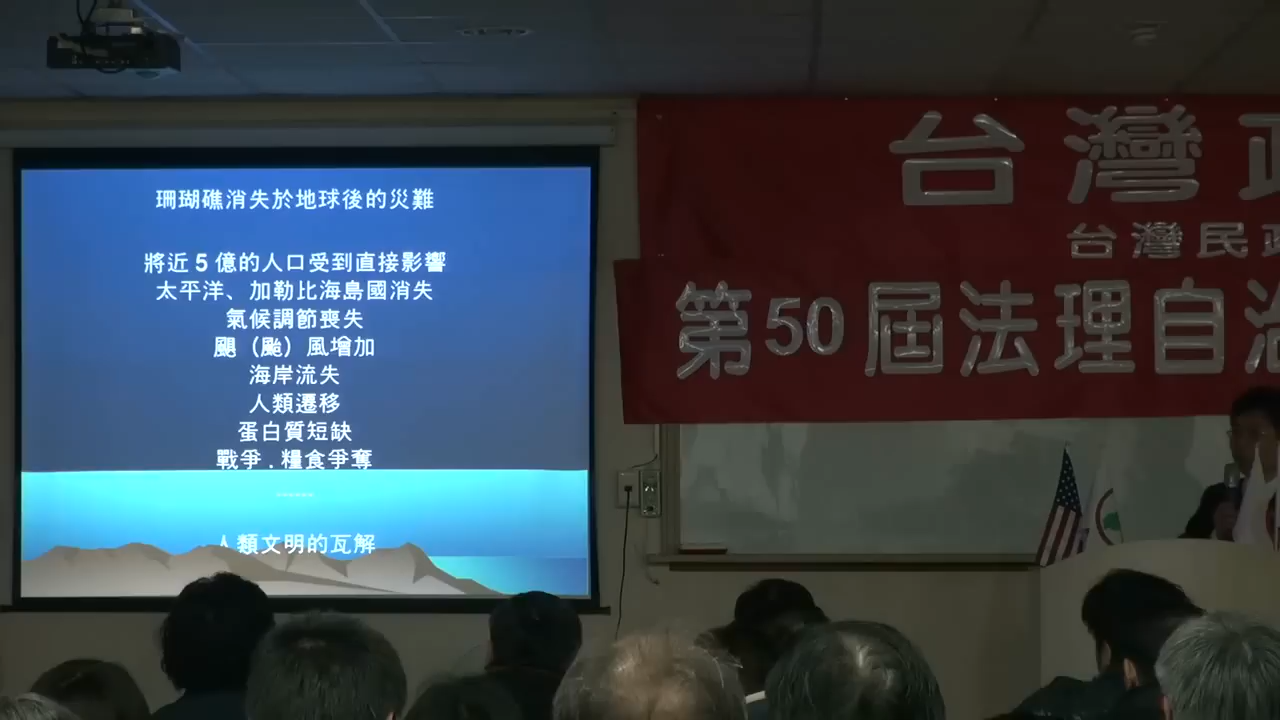 珊瑚礁消失於地球後的災難
將近 5 億的人口受到直接影響
太平洋、加勒比海島國消失
氣候調節喪失
颶（颱）風增加
海岸流失
人類遷移
蛋白質短缺
戰爭 . 糧食爭奪
......
人類文明的瓦解
台灣政
台灣民政
第50屆法理自治